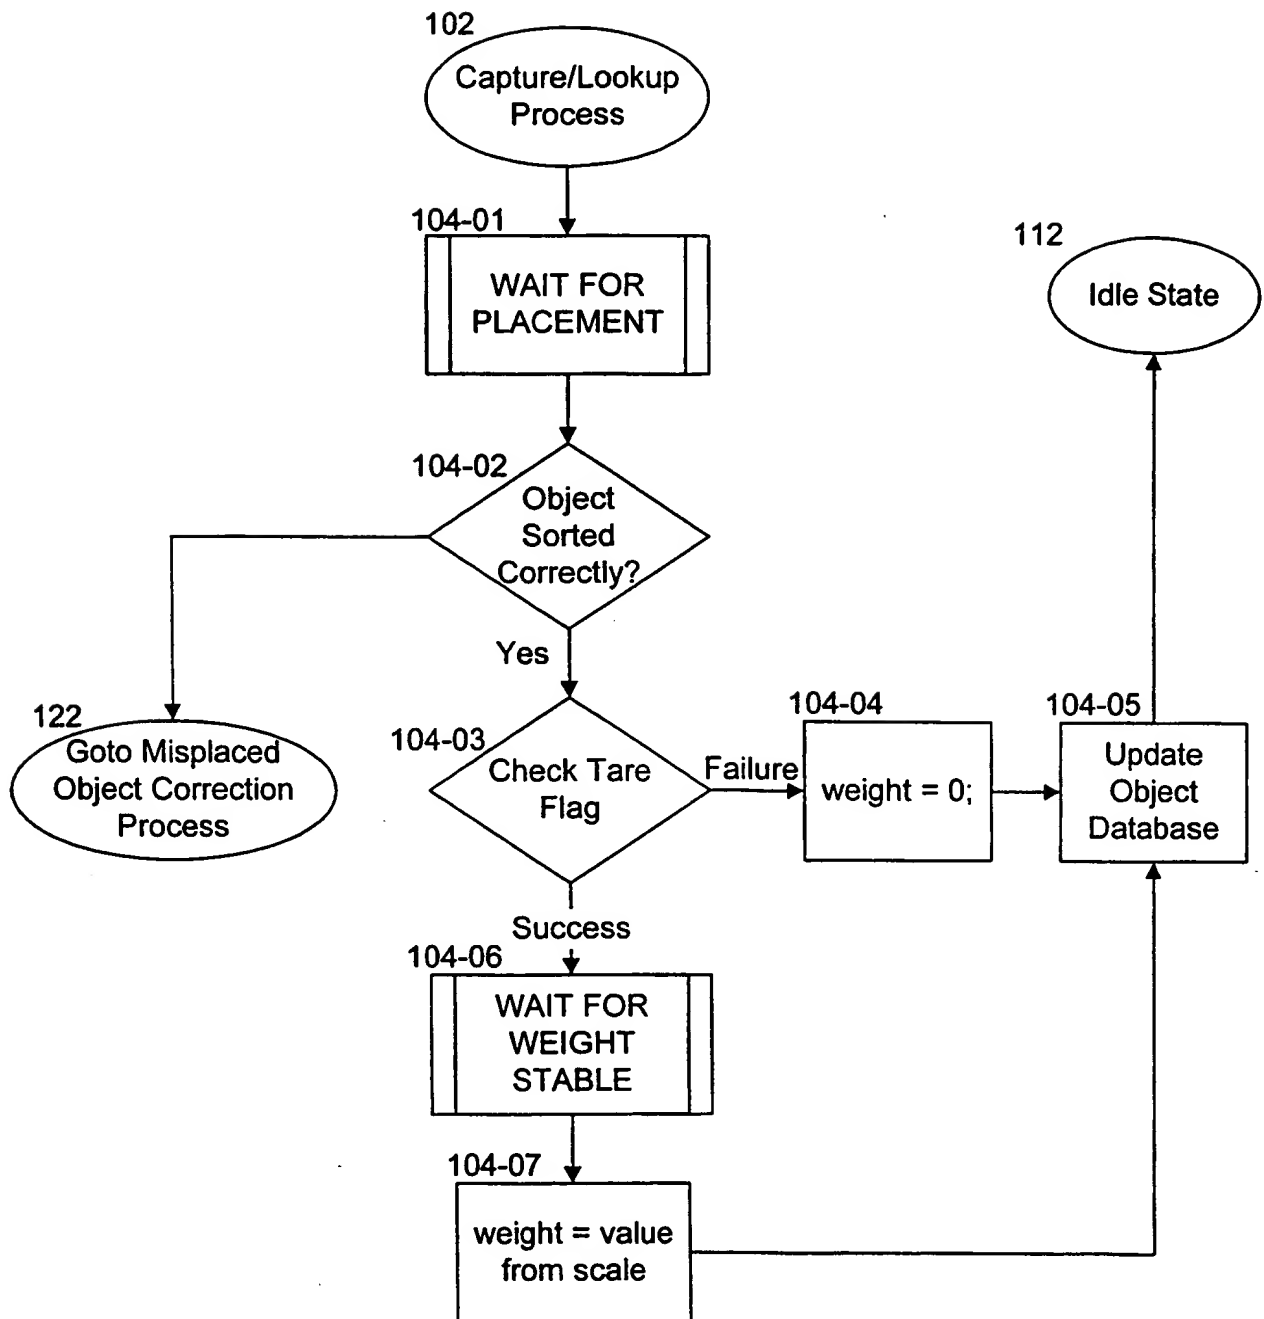 102
Capture/Lookup
Process
104-01
WAIT FOR
PLACEMENT
112
Idle State
104-02
Object
Sorted
Correctly?
Yes
122
Goto Misplaced
Object Correction
Process
104-03
Check Tare
Flag
Failure
104-04
weight = 0;
104-05
Update
Object
Database
Success
104-06
WAIT FOR
WEIGHT
STABLE
104-07
weight = value
from scale